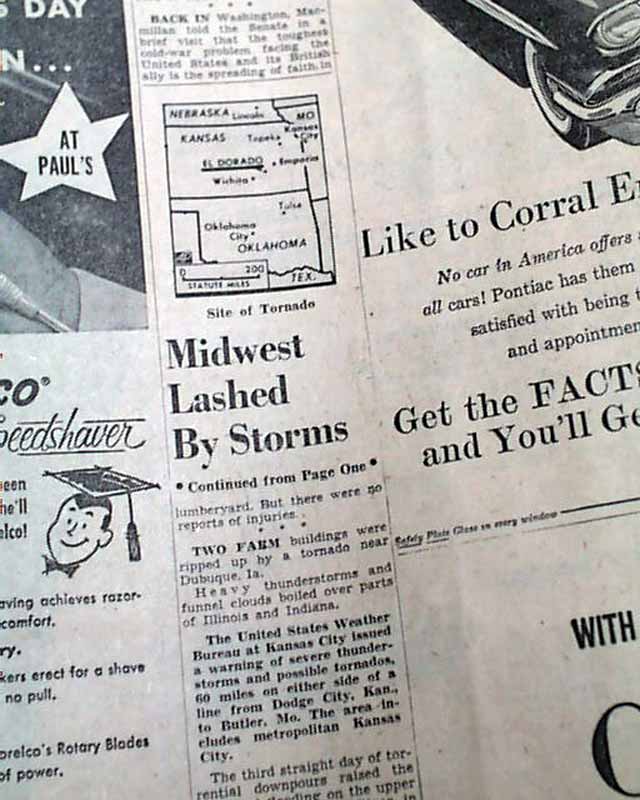 S DAY
N...
AT
PAUL'S
CO®
peedshaver
een
he'll
elco!
aving achieves razor-
comfort.
ry.
kers erect for a shave
no pull.
orelco's Rotary Blades
of power.
BACK IN Washington, Mac-
millan told the Senate in a
brief visit that the toughest
cold-war problem facing the
United States and its British
ally is the spreading of faith in
NEBRASKA Lincoln
MO
KANSAS Topeka Kansas
City
EL DORADO Emporia
Wichita
Tulsa
Oklahoma
City
OKLAHOMA
0 200
STATUTE MILES
TEX.
Site of Tornado
Midwest
Lashed
By Storms
• Continued from Page One •
lumberyard. But there were no
reports of injuries.
TWO FARM buildings were
ripped up by a tornado near
Dubuque, Ia.
Heavy thunderstorms and
funnel clouds boiled over parts
of Illinois and Indiana.
The United States Weather
Bureau at Kansas City issued
a warning of severe thunder-
storms and possible tornados,
60 miles on either side of a
line from Dodge City, Kan.,
to Butler, Mo. The area in-
cludes metropolitan Kansas
City.
The third straight day of tor-
rential downpours raised the
flooding on the upper
in
Like to Corral E
No car in America offers
all cars! Pontiac has them
satisfied with being
and appointmen
Get the FACTS
and You'll Ge
Safety Plate Glass in every window
WITH